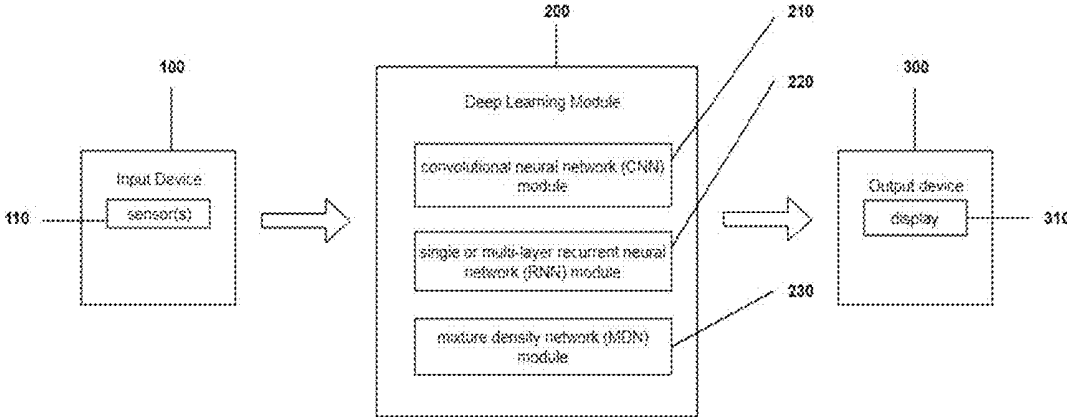 200
210
100
220
300
Deep Learning Module
convolutional neural network (CNN)
module
Input Device
sensor(s)
110
Output device
display
310
single or multi-layer recurrent neural
network (RNN) module
230
mixture density network (MDN)
module